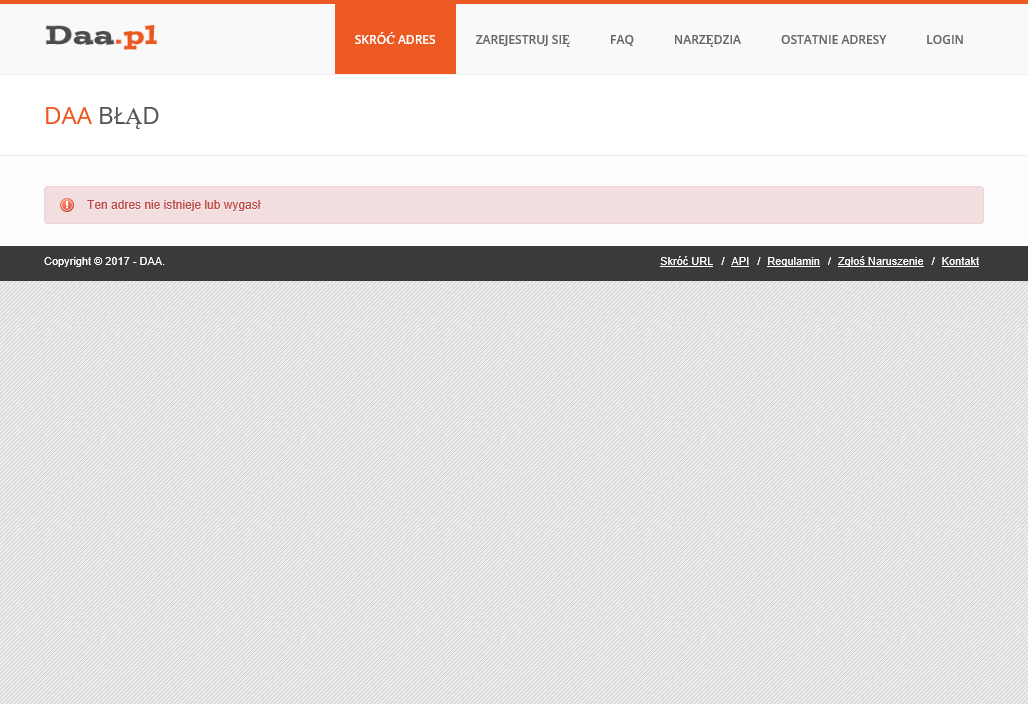 Daa.pl
SKRÓĆ ADRES
ZAREJESTRUJ SIĘ
FAQ
NARZĘDZIA
OSTATNIE ADRESY
LOGIN
DAA BŁĄD
Ten adres nie istnieje lub wygasł
Copyright © 2017 - DAA.
Skróć URL / API / Regulamin / Zgłoś Naruszenie / Kontakt